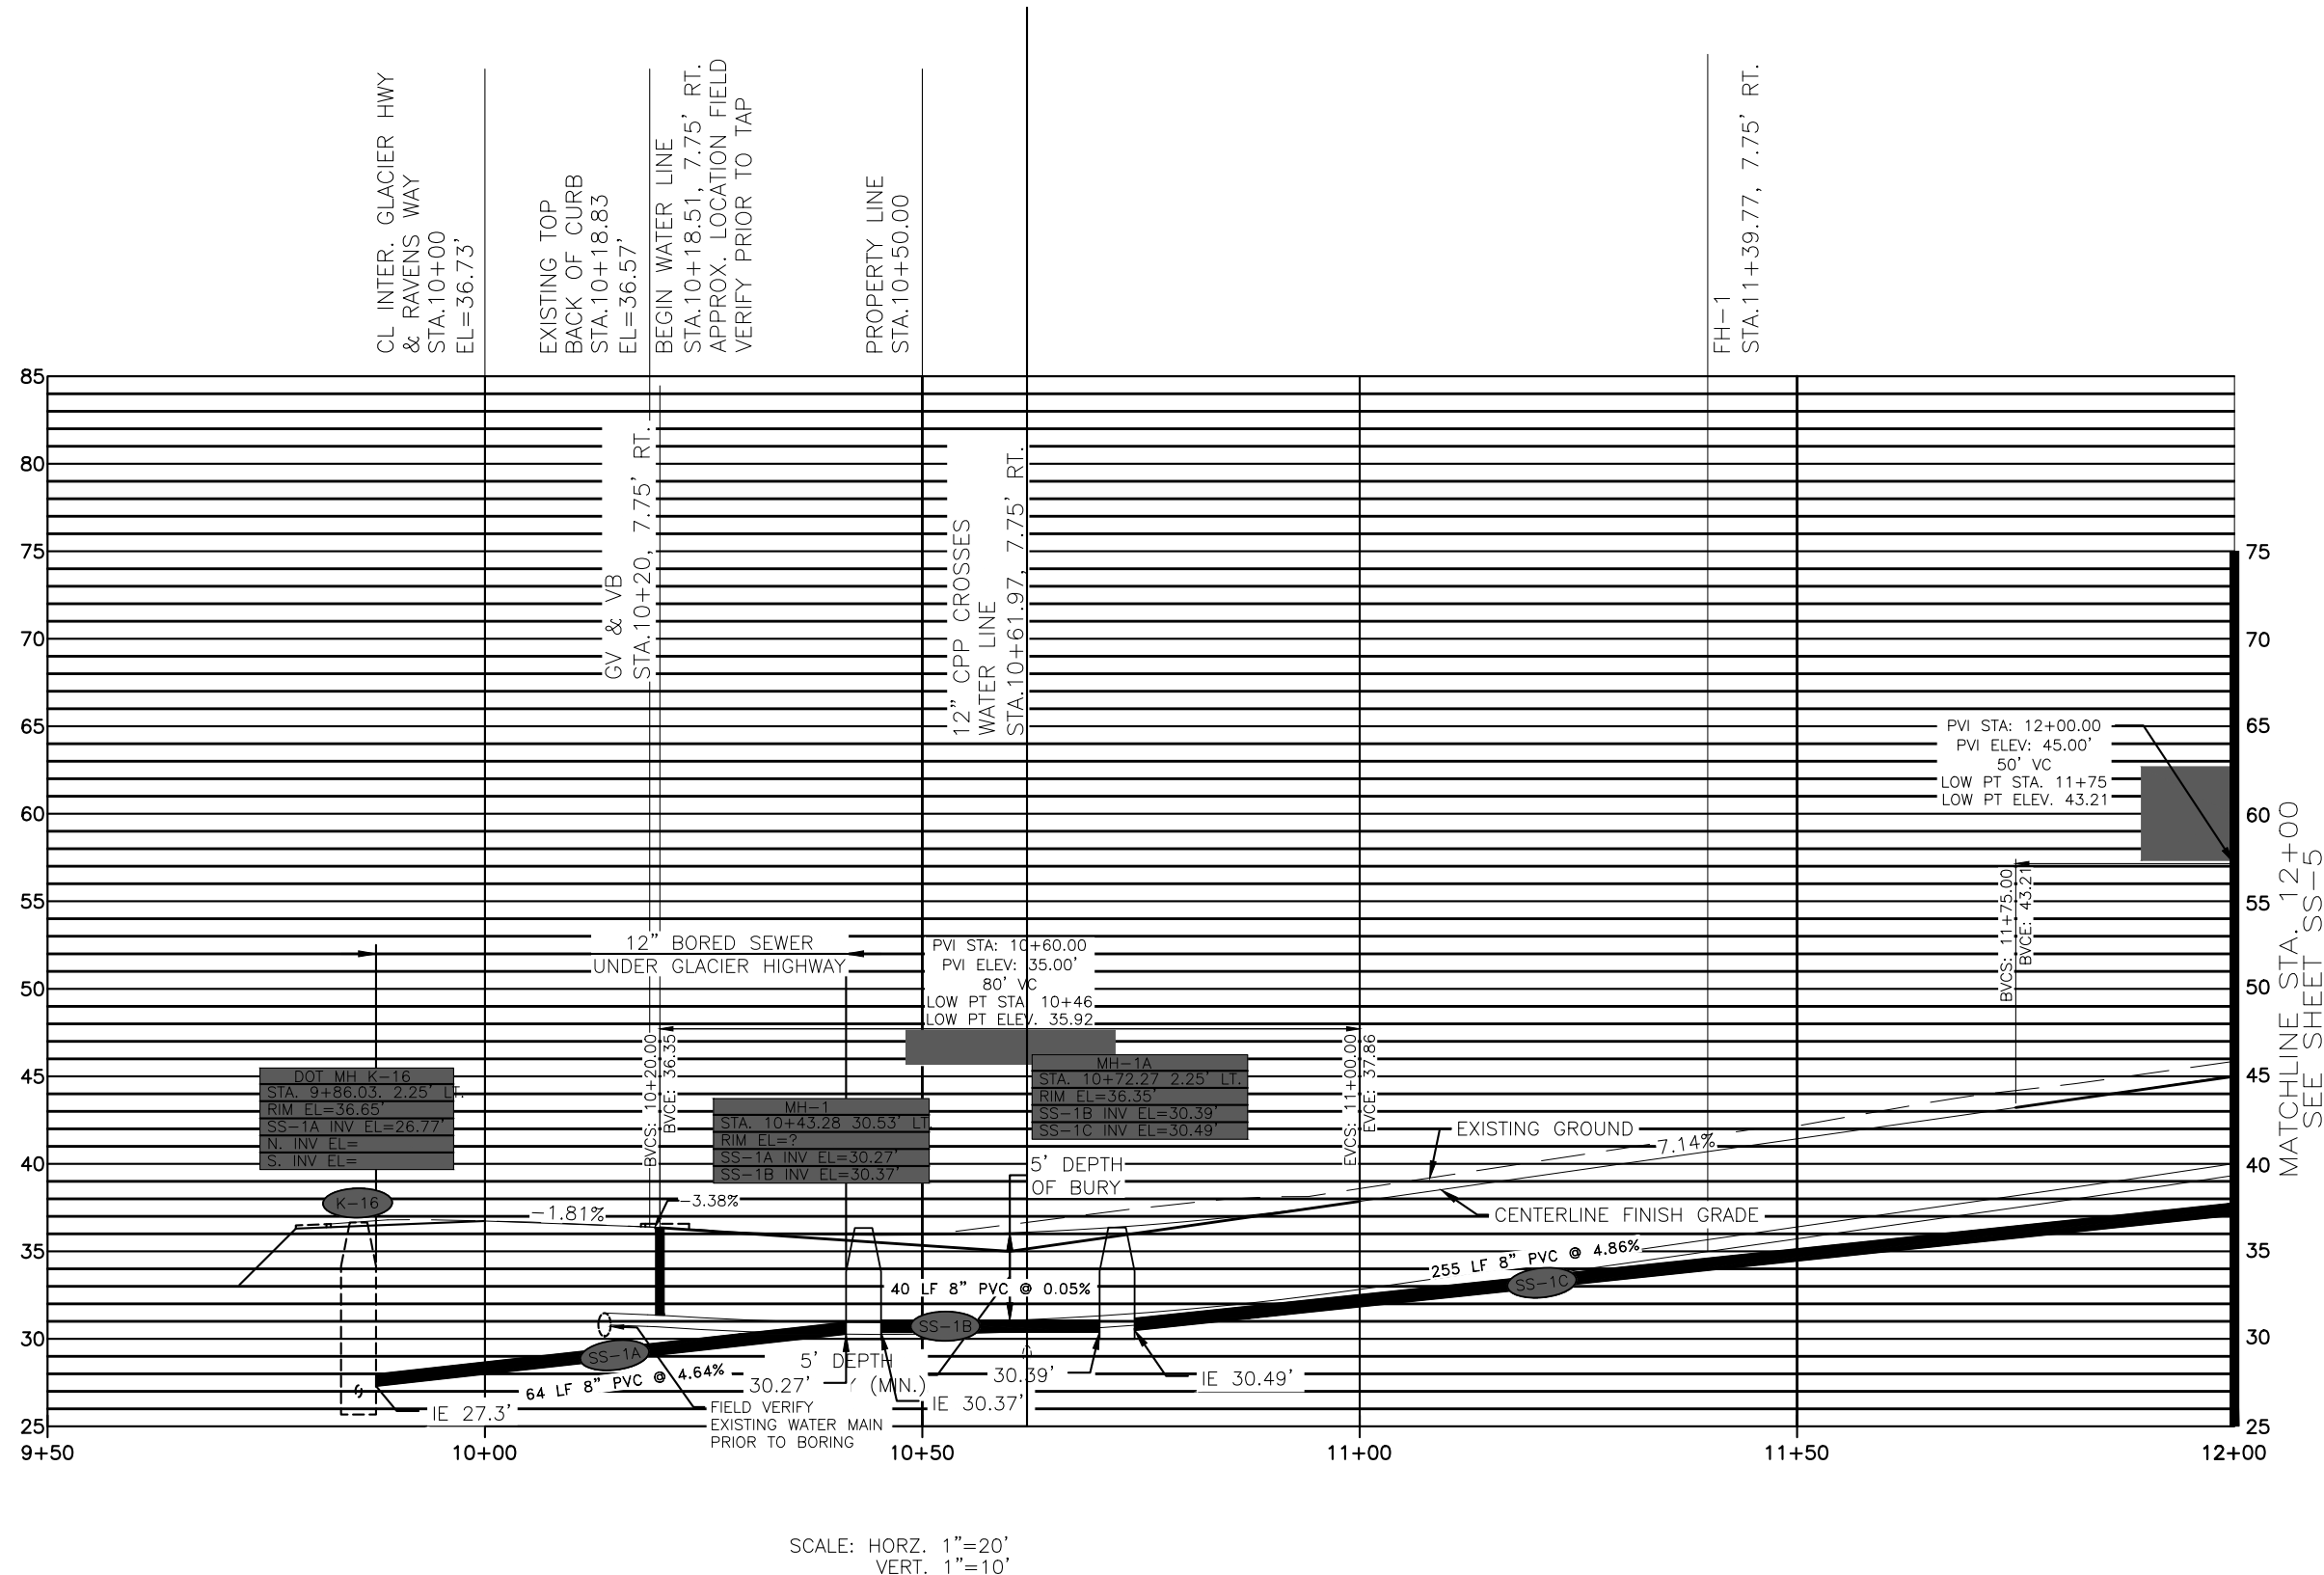 CL INTER. GLACIER HWY
& RAVENS WAY
STA.10+00
EL=36.73'
EXISTING TOP
BACK OF CURB
STA.10+18.83
EL=36.57'
BEGIN WATER LINE
STA.10+18.51, 7.75' RT.
APPROX. LOCATION FIELD
VERIFY PRIOR TO TAP
PROPERTY LINE
STA.10+50.00
FH-1
STA.11+39.77, 7.75' RT.
85
80
75
70
65
60
55
50
45
40
35
30
25
GV & VB
STA.10+20, 7.75' RT.
12" CPP CROSSES
WATER LINE
STA.10+61.97, 7.75' RT.
PVI STA: 12+00.00
PVI ELEV: 45.00'
50' VC
LOW PT STA. 11+75
LOW PT ELEV. 43.21
BVCS: 11+75.00
BVCE: 43.21
12" BORED SEWER
UNDER GLACIER HIGHWAY
PVI STA: 10+60.00
PVI ELEV: 35.00'
80' VC
LOW PT STA. 10+46
LOW PT ELEV. 35.92
BVCS: 10+20.00
BVCE: 36.35
EVCS: 11+00.00
EVCE: 37.86
DOT MH K-16
STA. 9+86.03. 2.25' LT.
RIM EL=36.65'
SS-1A INV EL=26.77'
N. INV EL=
S. INV EL=
MH-1
STA. 10+43.28 30.53' LT
RIM EL=?
SS-1A INV EL=30.27'
SS-1B INV EL=30.37'
MH-1A
STA. 10+72.27 2.25' LT.
RIM EL=36.35'
SS-1B INV EL=30.39'
SS-1C INV EL=30.49'
K-16
-1.81%
-3.38%
5' DEPTH
OF BURY
EXISTING GROUND
7.14%
CENTERLINE FINISH GRADE
40 LF 8" PVC @ 0.05%
255 LF 8" PVC @ 4.86%
SS-1C
SS-1B
SS-1A
64 LF 8" PVC @ 4.64%
5' DEPTH
(MIN.)
30.27'
IE 30.37'
30.39'
IE 30.49'
IE 27.3'
FIELD VERIFY
EXISTING WATER MAIN
PRIOR TO BORING
75
70
65
60
55
50
45
40
35
30
25
MATCHLINE STA. 12+00
SEE SHEET SS-5
9+50
10+00
10+50
11+00
11+50
12+00
SCALE: HORZ. 1"=20'
VERT. 1"=10'